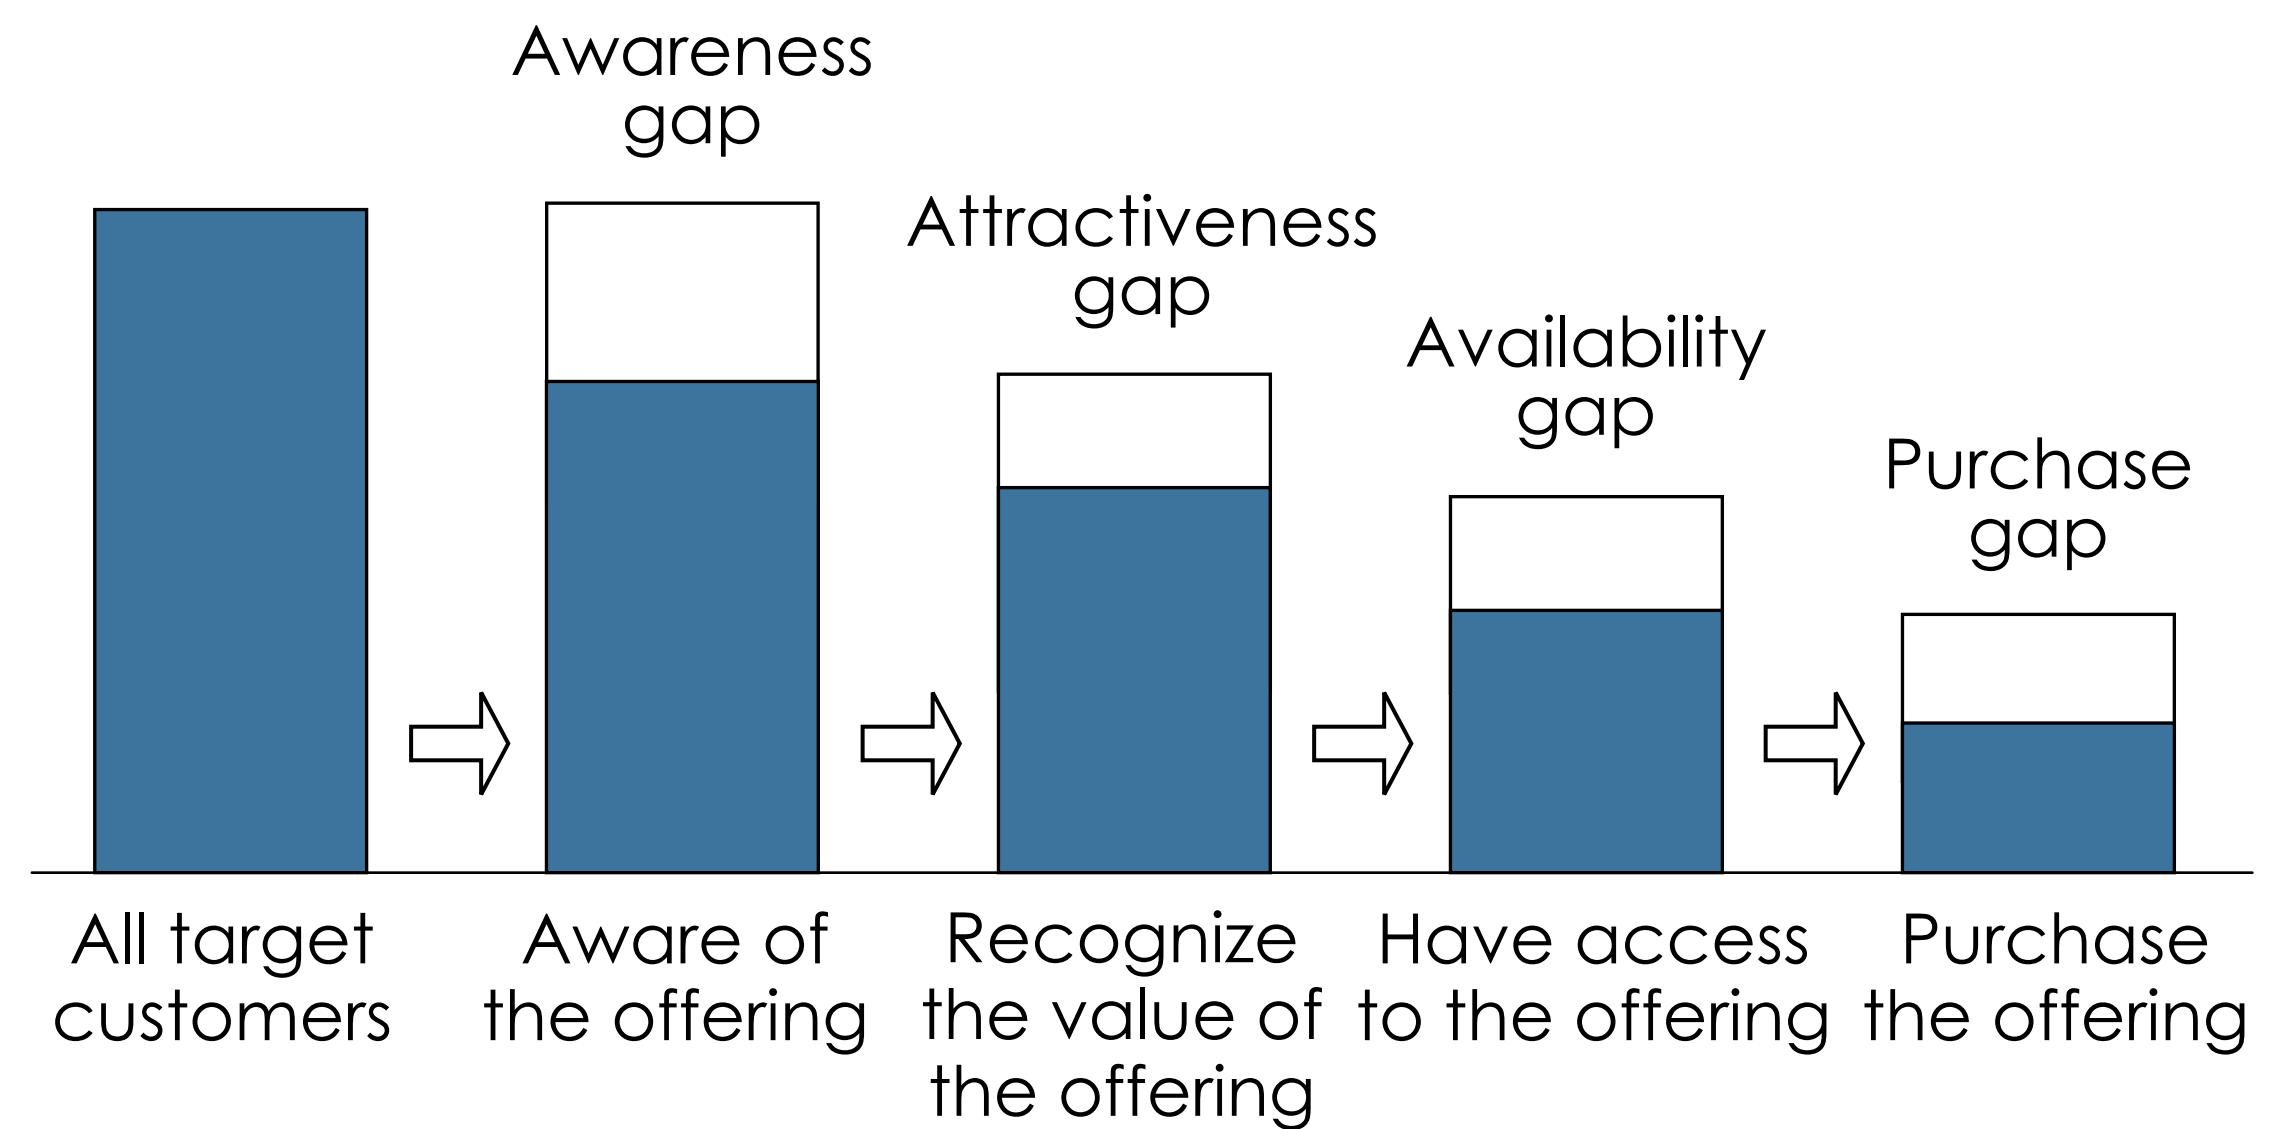 Awareness
gap
Attractiveness
gap
Availability
gap
Purchase
gap
All target
customers
Aware of
the offering
Recognize
the value of
the offering
Have access
to the offering
Purchase
the offering